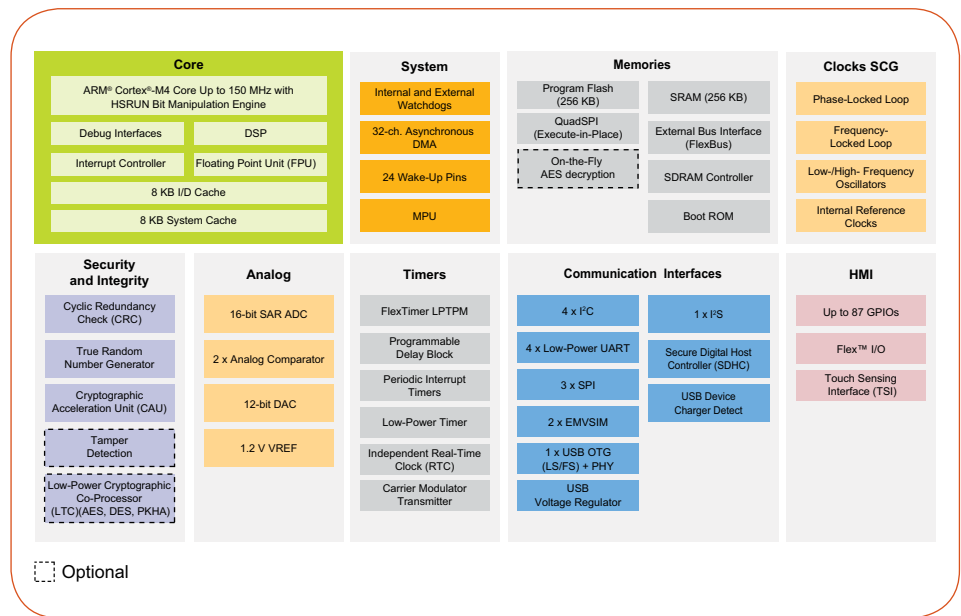 Core
ARM® Cortex®-M4 Core Up to 150 MHz with
HSRUN Bit Manipulation Engine
Debug Interfaces
DSP
Interrupt Controller
Floating Point Unit (FPU)
8 KB I/D Cache
8 KB System Cache
System
Internal and External
Watchdogs
32-ch. Asynchronous
DMA
24 Wake-Up Pins
MPU
Memories
Program Flash
(256 KB)
QuadSPI
(Execute-in-Place)
On-the-Fly
AES decryption
SRAM (256 KB)
External Bus Interface
(FlexBus)
SDRAM Controller
Boot ROM
Clocks SCG
Phase-Locked Loop
Frequency-
Locked Loop
Low-/High- Frequency
Oscillators
Internal Reference
Clocks
Security
and Integrity
Cyclic Redundancy
Check (CRC)
True Random
Number Generator
Cryptographic
Acceleration Unit (CAU)
Tamper
Detection
Low-Power Cryptographic
Co-Processor
(LTC)(AES, DES, PKHA)
Analog
16-bit SAR ADC
2 x Analog Comparator
12-bit DAC
1.2 V VREF
Timers
FlexTimer LPTPM
Programmable
Delay Block
Periodic Interrupt
Timers
Low-Power Timer
Independent Real-Time
Clock (RTC)
Carrier Modulator
Transmitter
Communication Interfaces
4 x I²C
4 x Low-Power UART
3 x SPI
2 x EMVSIM
1 x USB OTG
(LS/FS) + PHY
USB
Voltage Regulator
1 x I²S
Secure Digital Host
Controller (SDHC)
USB Device
Charger Detect
HMI
Up to 87 GPIOs
Flex™ I/O
Touch Sensing
Interface (TSI)
Optional